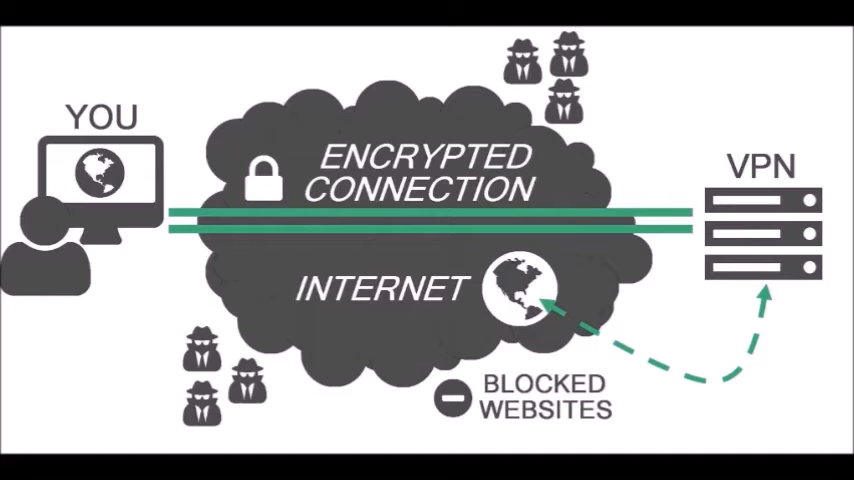 YOU
ENCRYPTED
CONNECTION
VPN
INTERNET
BLOCKED
WEBSITES